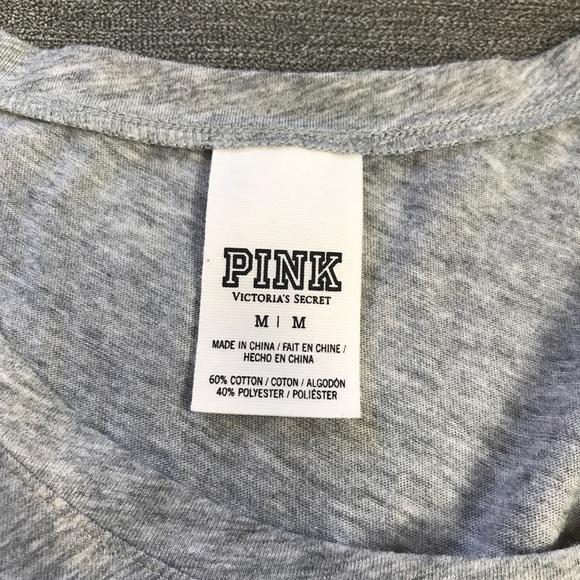 PINK
VICTORIA'S SECRET
M | M
MADE IN CHINA / FAIT EN CHINE /
HECHO EN CHINA
60% COTTON / COTON / ALGODÓN
40% POLYESTER / POLIÉSTER